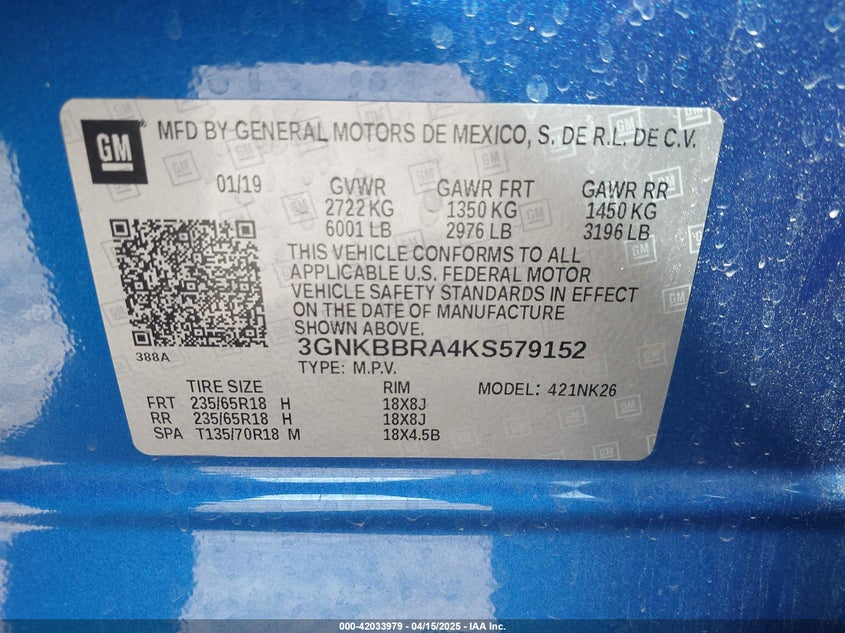 GM MFD BY GENERAL MOTORS DE MEXICO, S. DE R.L. DE C.V.
01/19 GVWR GAWR FRT GAWR RR
2722 KG 1350 KG 1450 KG
6001 LB 2976 LB 3196 LB
THIS VEHICLE CONFORMS TO ALL
APPLICABLE U.S. FEDERAL MOTOR
VEHICLE SAFETY STANDARDS IN EFFECT
ON THE DATE OF MANUFACTURE
SHOWN ABOVE.
388A 3GNKBBRA4KS579152
TYPE: M.P.V.
TIRE SIZE RIM MODEL: 421NK26
FRT 235/65R18 H 18X8J
RR 235/65R18 H 18X8J
SPA T135/70R18 M 18X4.5B
000-42033979 - 04/15/2025 - IAA Inc.